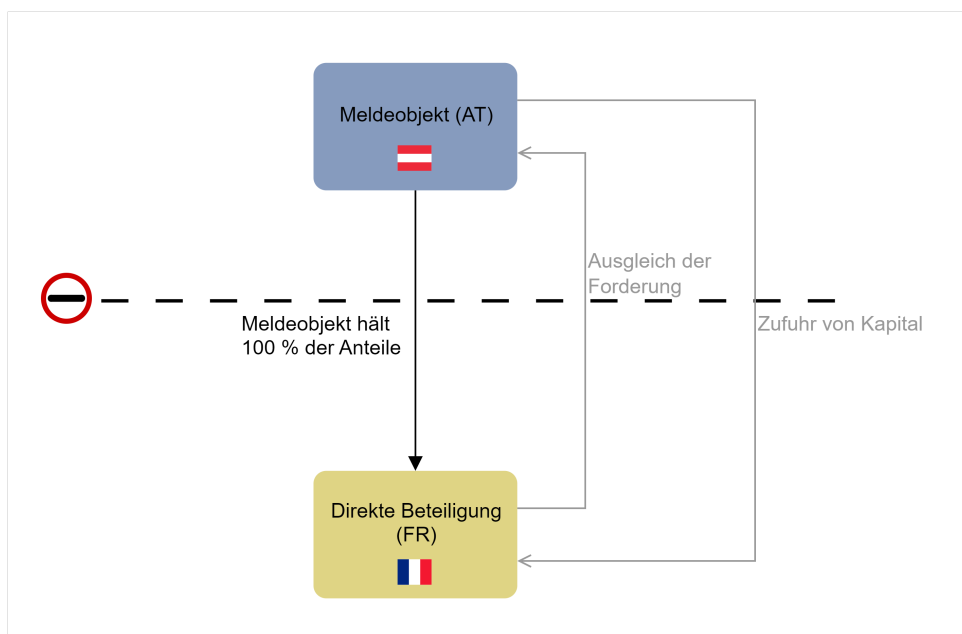 Meldeobjekt (AT)
Ausgleich der
Forderung
Meldeobjekt hält
100 % der Anteile
Zufuhr von Kapital
Direkte Beteiligung
(FR)